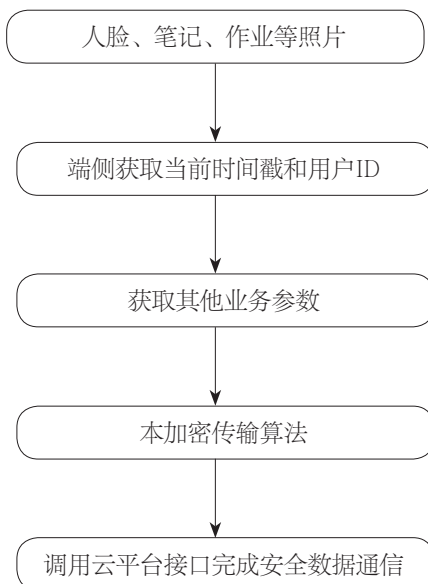 人脸、笔记、作业等照片
端侧获取当前时间戳和用户ID
获取其他业务参数
本加密传输算法
调用云平台接口完成安全数据通信